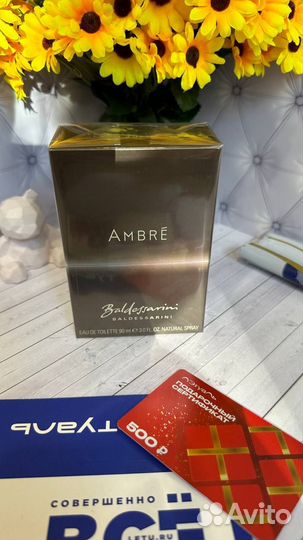 AMBRÉ
Baldessarini
BALDESSARINI
EAU DE TOILETTE 90 ml e 3.0 fl. OZ. NATURAL SPRAY
ЛЭТУАЛЬ
ПОДАРОЧНЫЙ
СЕРТИФИКАТ
500 ₽
ЭТУАЛЬ
СОВЕРШЕННО
ВСЁ
LETU.RU
Avito